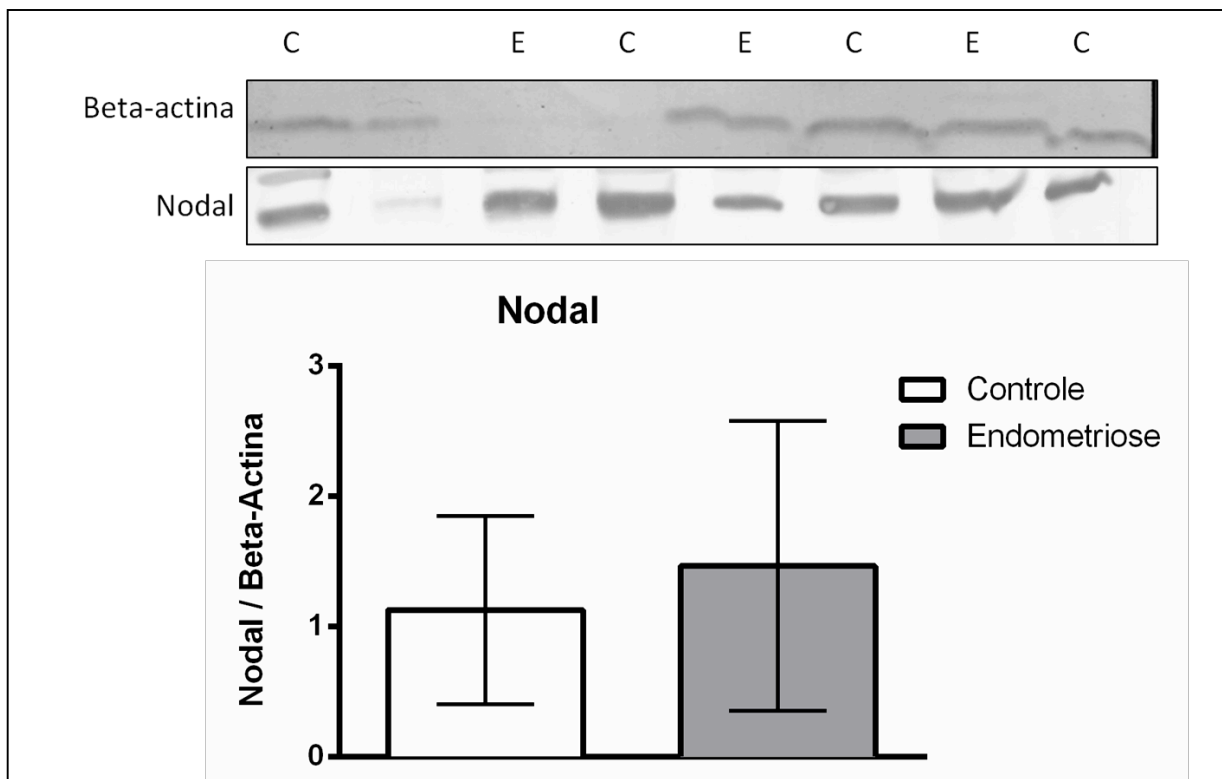 C E C E C E C
Beta-actina
Nodal
Nodal
3
2
1
0
Nodal / Beta-Actina
Controle
Endometriose